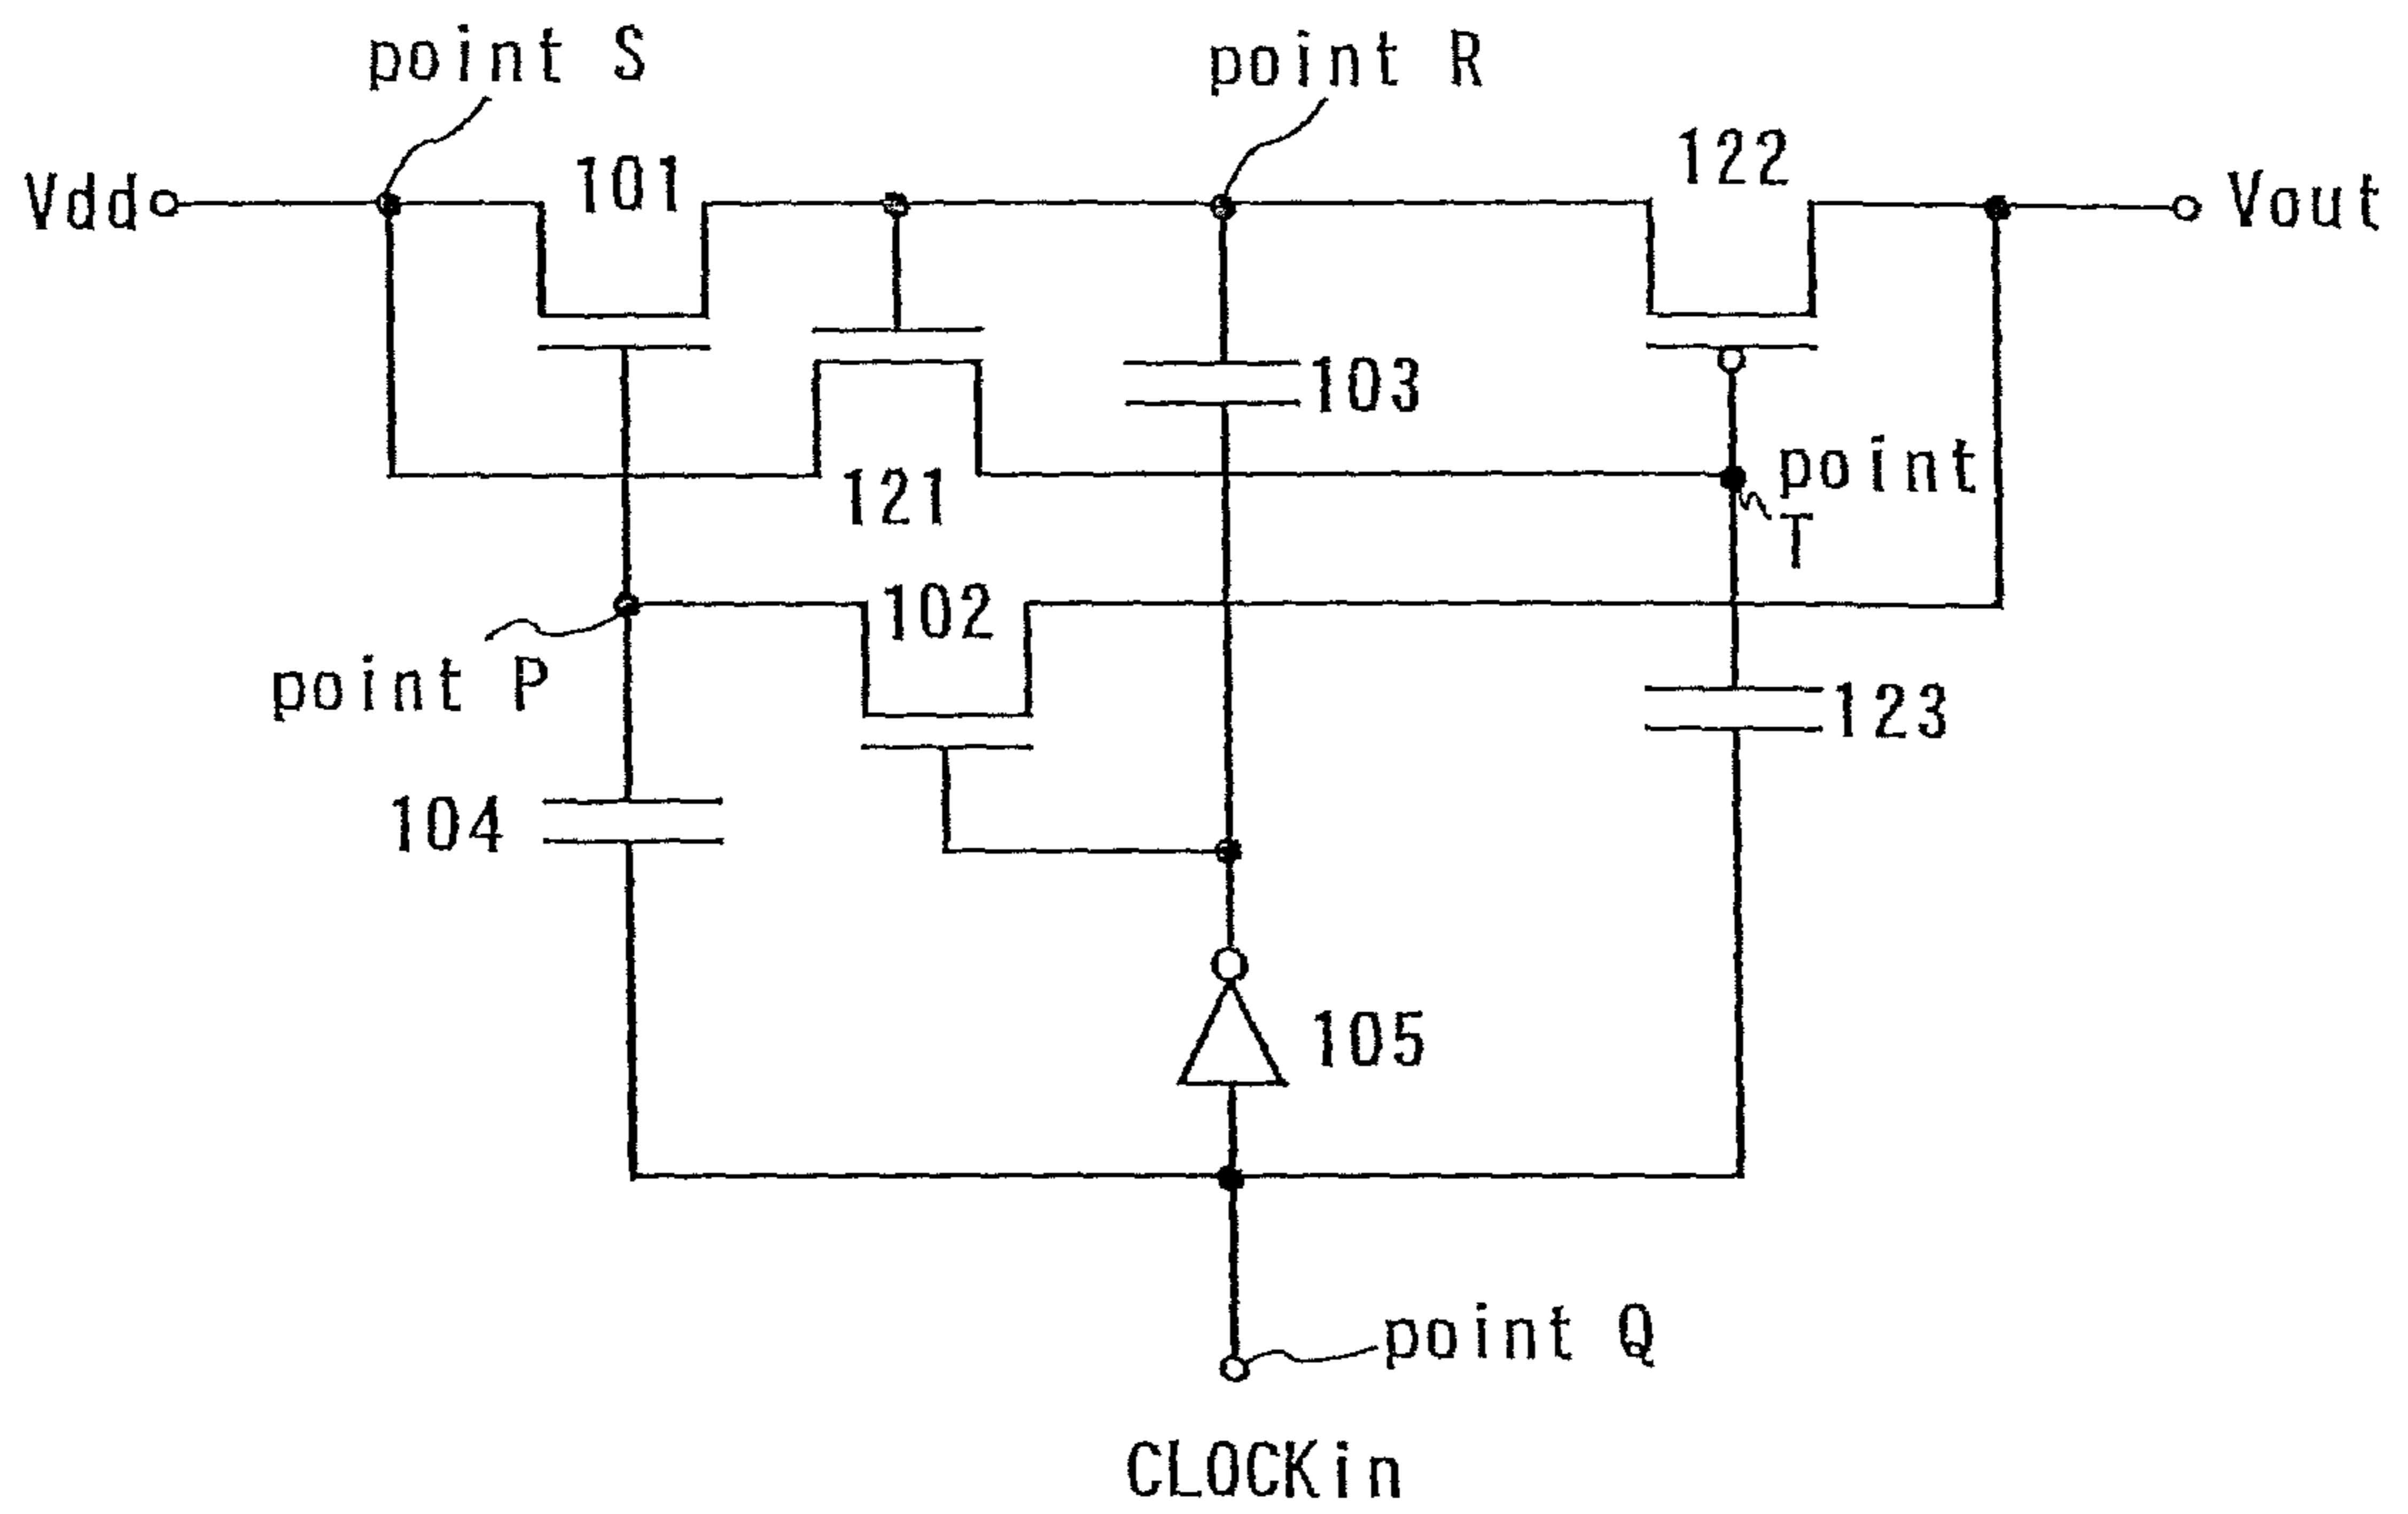 point S
point R
122
101
Vdd
Vout
103
point
T
121
102
point P
123
104
105
point Q
CLOCKin